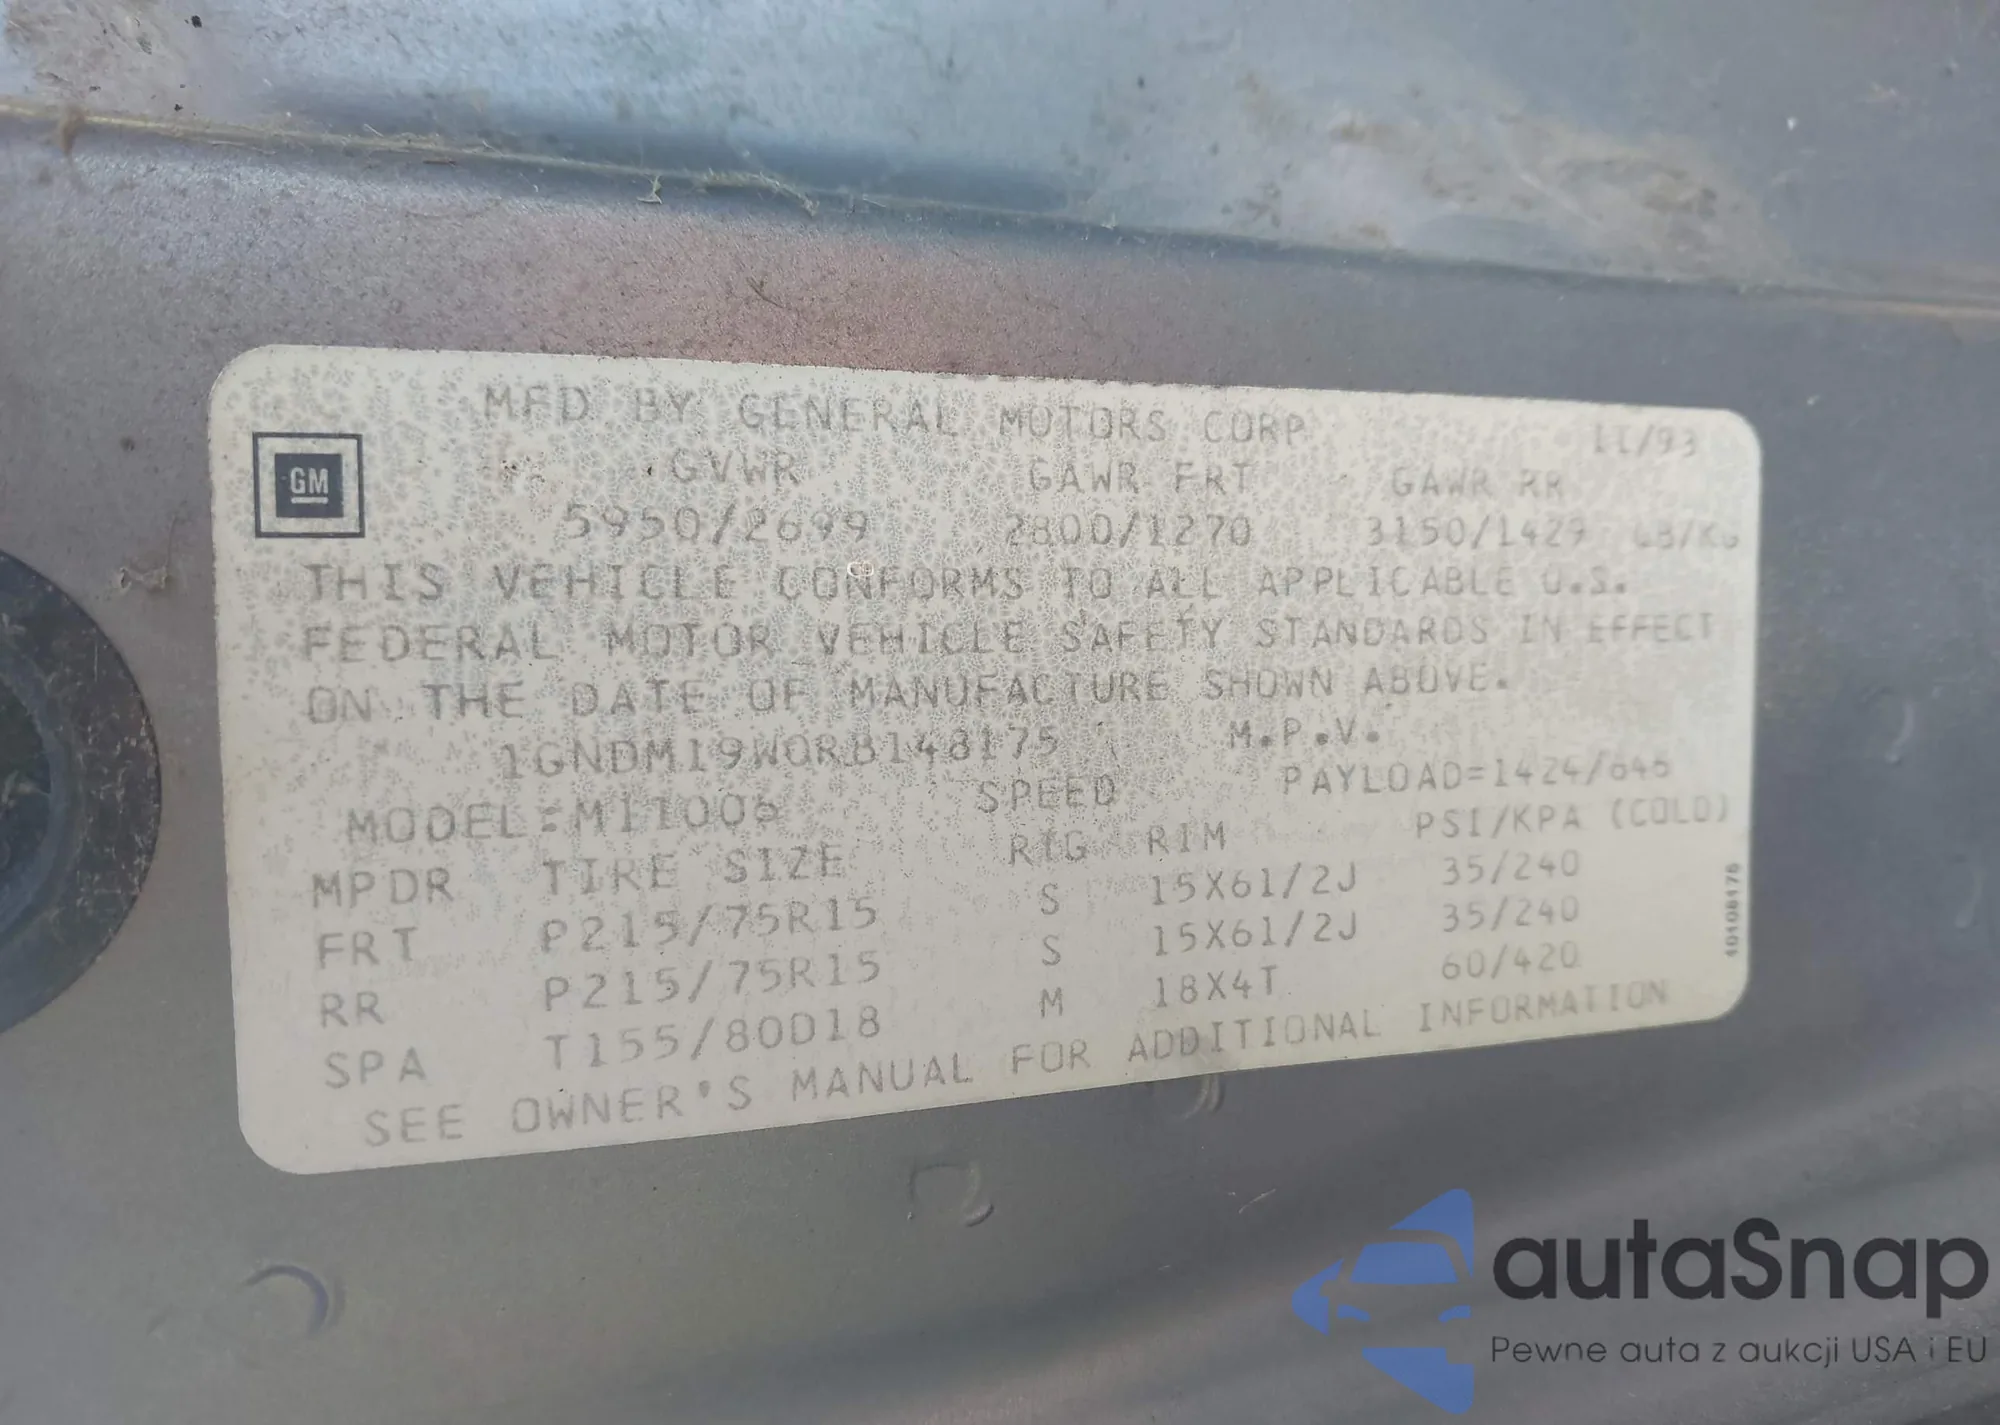 MFD BY GENERAL MOTORS CORP 11/93
GM
GVWR GAWR FRT GAWR RR
5950/2699 2800/1270 3150/1429 LB/KG
THIS VEHICLE CONFORMS TO ALL APPLICABLE U.S.
FEDERAL MOTOR VEHICLE SAFETY STANDARDS IN EFFECT
ON THE DATE OF MANUFACTURE SHOWN ABOVE.
1GNDM19W0RB148175 M.P.V.
MODEL=M11006 SPEED PAYLOAD=1424/646
MPDR TIRE SIZE RTG RIM PSI/KPA (COLD)
FRT P215/75R15 S 15X61/2J 35/240
RR P215/75R15 S 15X61/2J 35/240
SPA T155/80D18 M 18X4T 60/420
SEE OWNER'S MANUAL FOR ADDITIONAL INFORMATION
10108176
autaSnap
Pewne auta z aukcji USA i EU